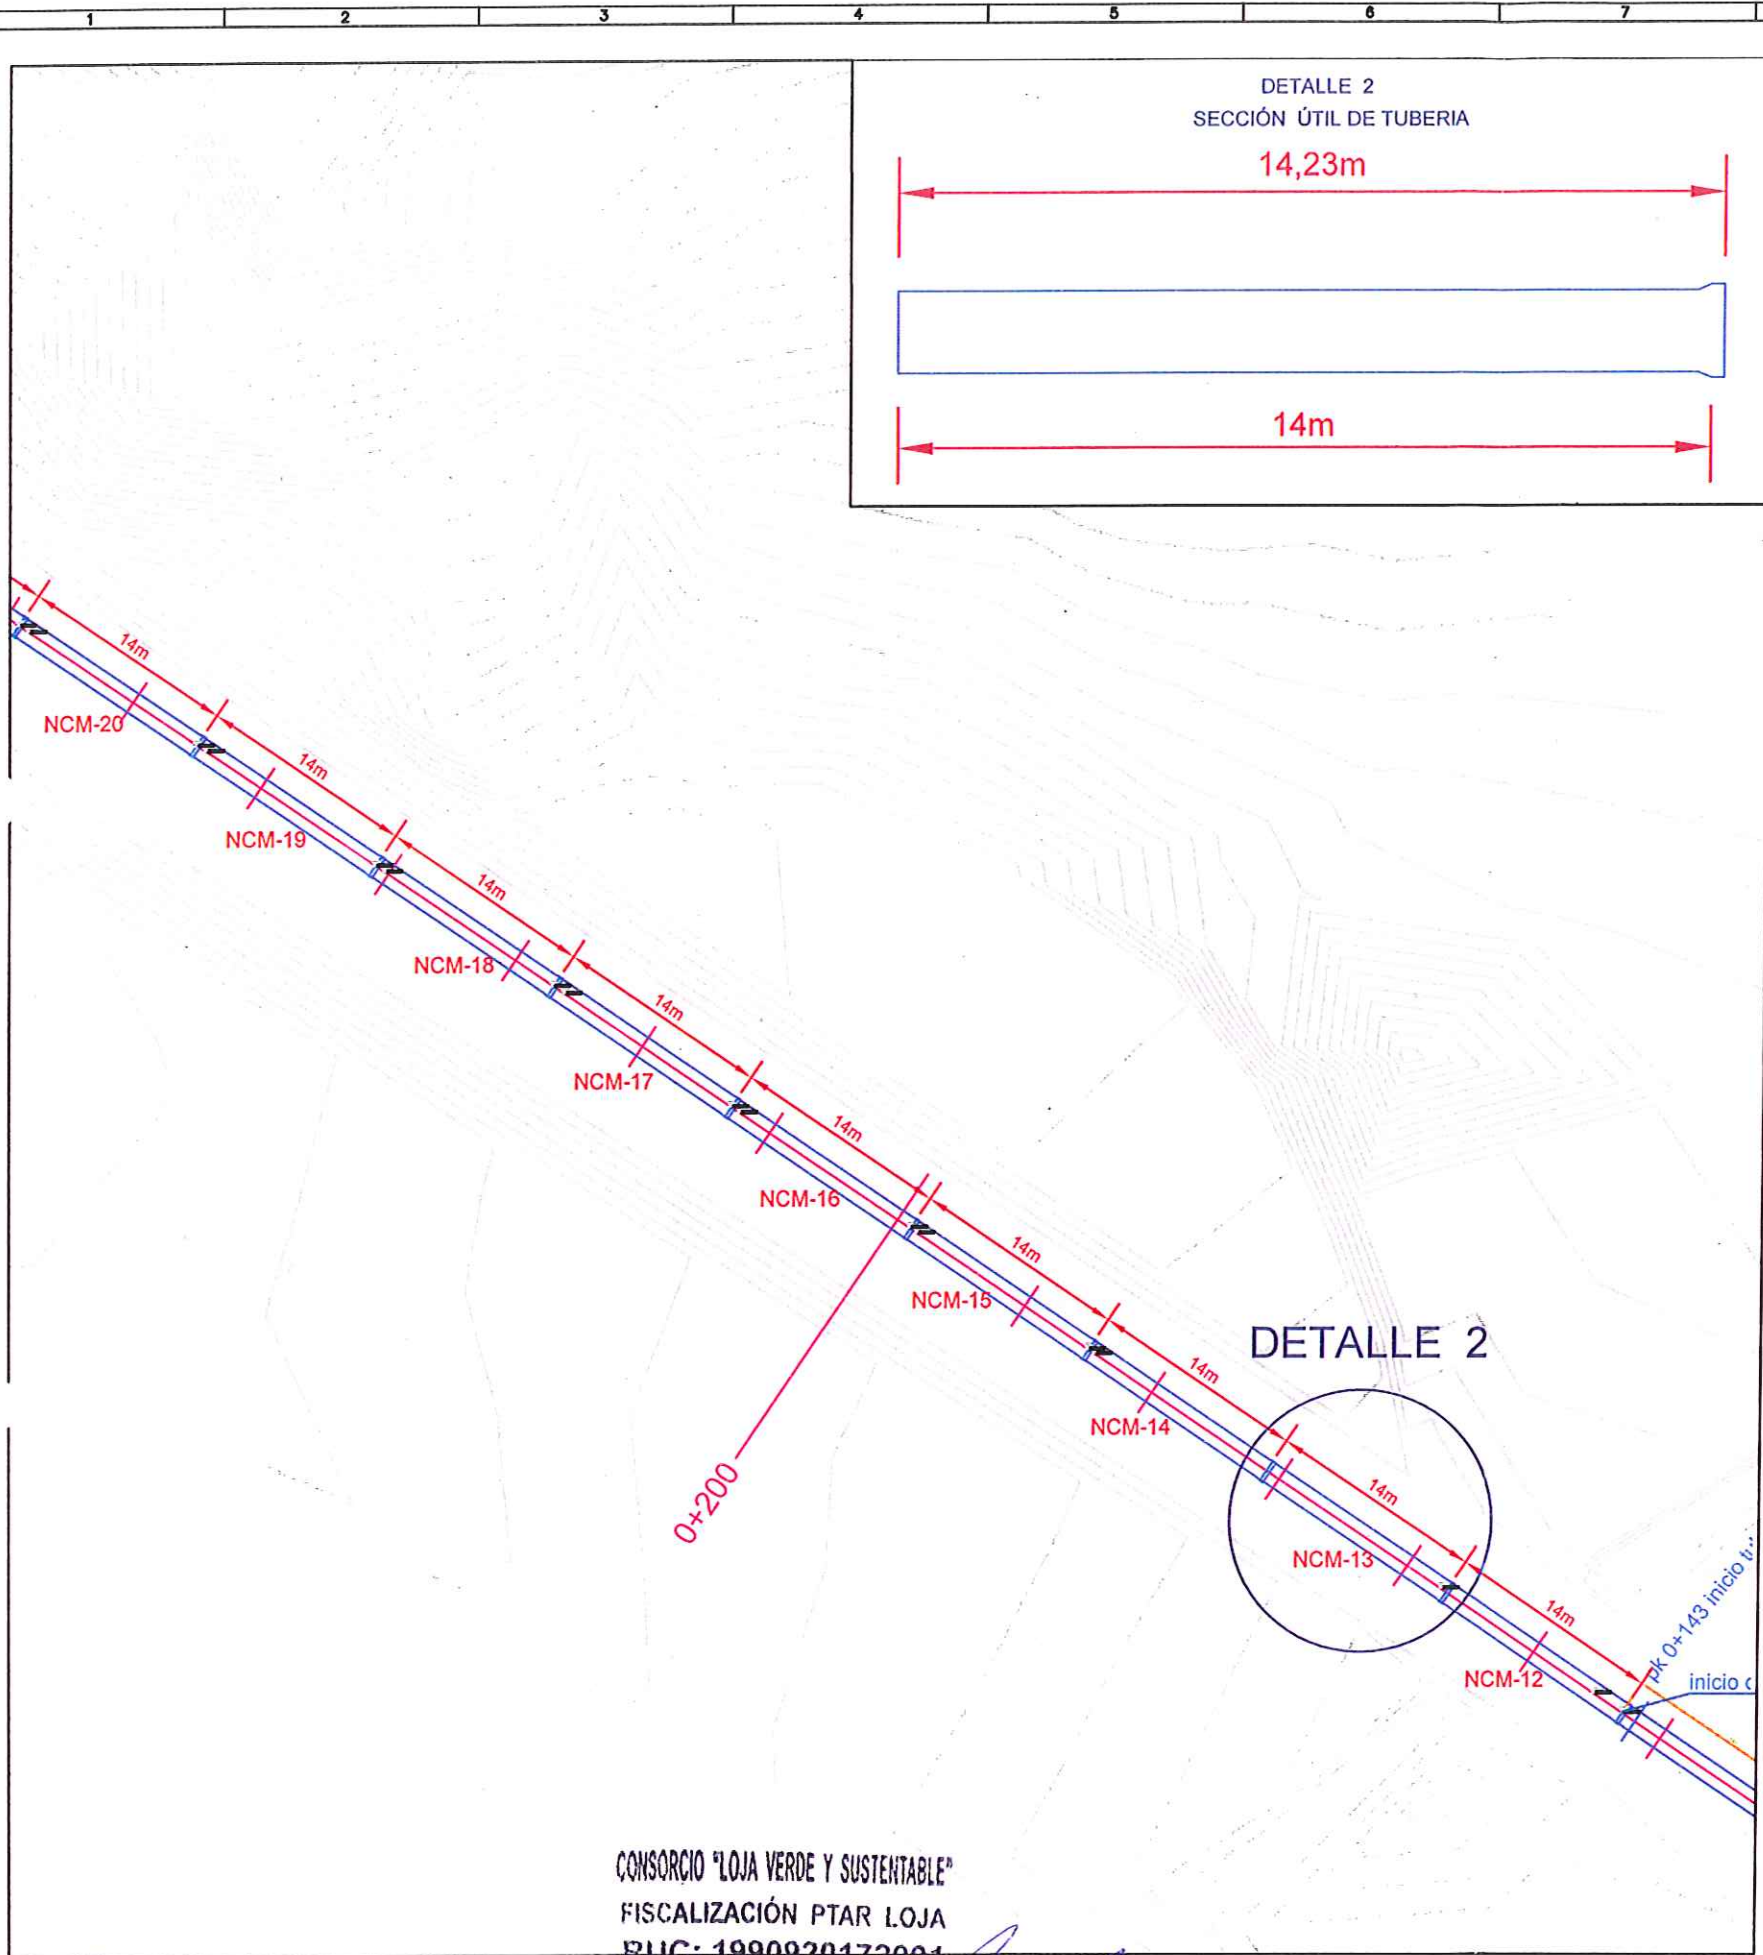 1 2 3 4 5 6 7
DETALLE 2
SECCIÓN ÚTIL DE TUBERIA
14,23m
14m
14m
NCM-20
14m
NCM-19
14m
NCM-18
14m
NCM-17
14m
NCM-16
14m
NCM-15
DETALLE 2
14m
NCM-14
0+200
14m
NCM-13
14m
NCM-12
pk 0+143 inicio
inicio
CONSORCIO "LOJA VERDE Y SUSTENTABLE"
FISCALIZACIÓN PTAR LOJA
RUC: